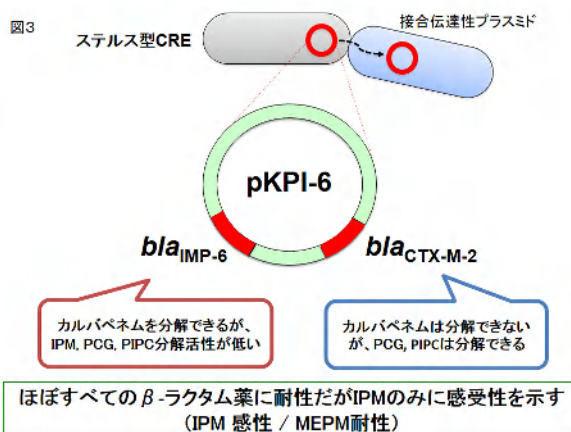 図3
ステルス型CRE
接合伝達性プラスミド
pKPI-6
blaIMP-6
blaCTX-M-2
カルバペネムを分解できるが、
IPM, PCG, PIPC分解活性が低い
カルバペネムは分解できない
が、PCG, PIPCは分解できる
ほぼすべてのβ-ラクタム薬に耐性だがIPMのみに感受性を示す
(IPM 感性 / MEPM耐性)